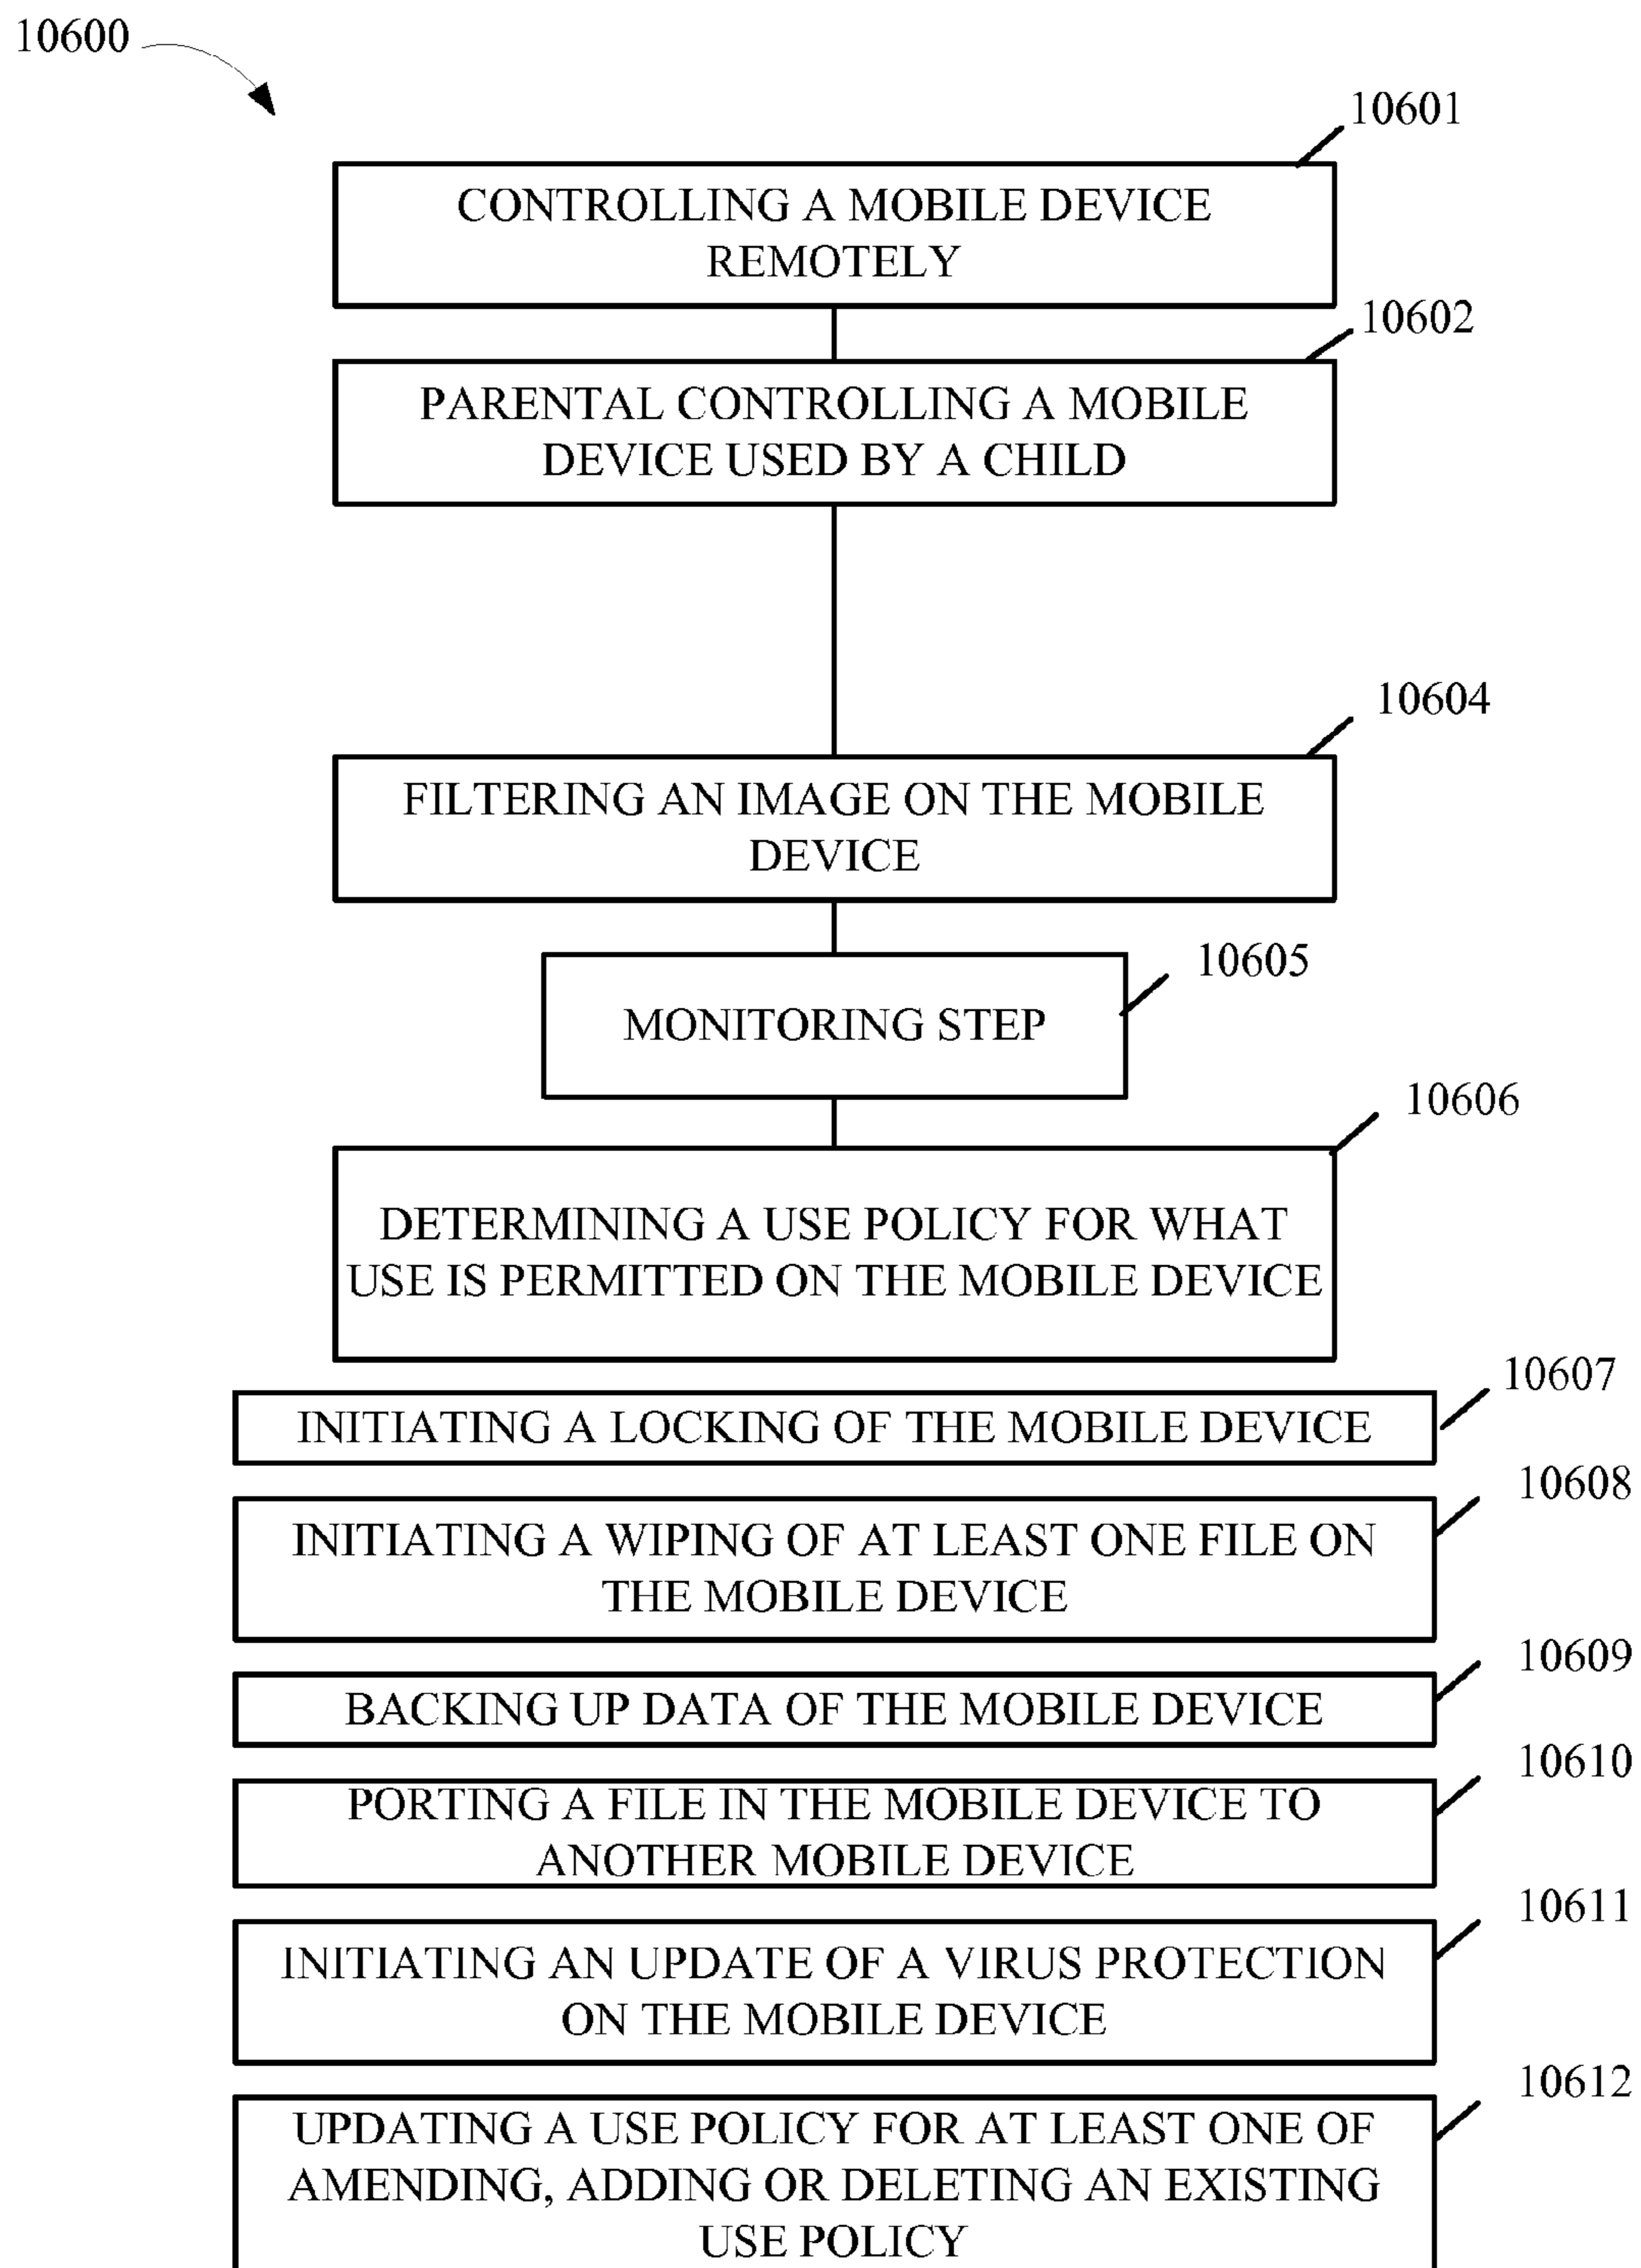 10600
10601
CONTROLLING A MOBILE DEVICE
REMOTELY
10602
PARENTAL CONTROLLING A MOBILE
DEVICE USED BY A CHILD
10604
FILTERING AN IMAGE ON THE MOBILE
DEVICE
10605
MONITORING STEP
10606
DETERMINING A USE POLICY FOR WHAT
USE IS PERMITTED ON THE MOBILE DEVICE
10607
INITIATING A LOCKING OF THE MOBILE DEVICE
10608
INITIATING A WIPING OF AT LEAST ONE FILE ON
THE MOBILE DEVICE
10609
BACKING UP DATA OF THE MOBILE DEVICE
10610
PORTING A FILE IN THE MOBILE DEVICE TO
ANOTHER MOBILE DEVICE
10611
INITIATING AN UPDATE OF A VIRUS PROTECTION
ON THE MOBILE DEVICE
10612
UPDATING A USE POLICY FOR AT LEAST ONE OF
AMENDING, ADDING OR DELETING AN EXISTING
USE POLICY